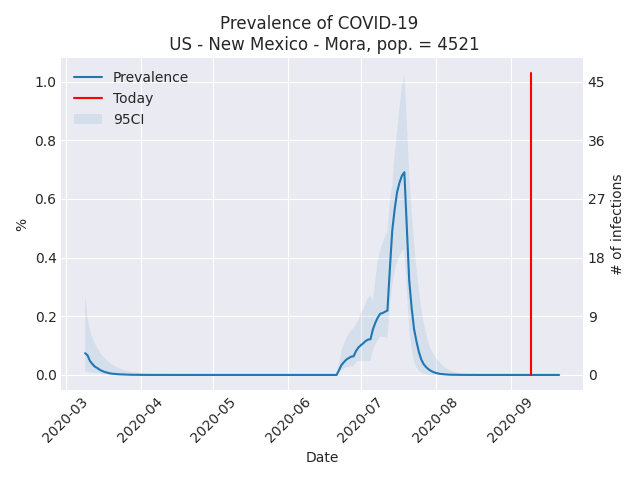 Prevalence of COVID-19
US - New Mexico - Mora, pop. = 4521
Prevalence
Today
95CI
1.0
0.8
0.6
0.4
0.2
0.0
%
45
36
27
18
9
0
# of infections
2020-03
2020-04
2020-05
2020-06
2020-07
2020-08
2020-09
Date